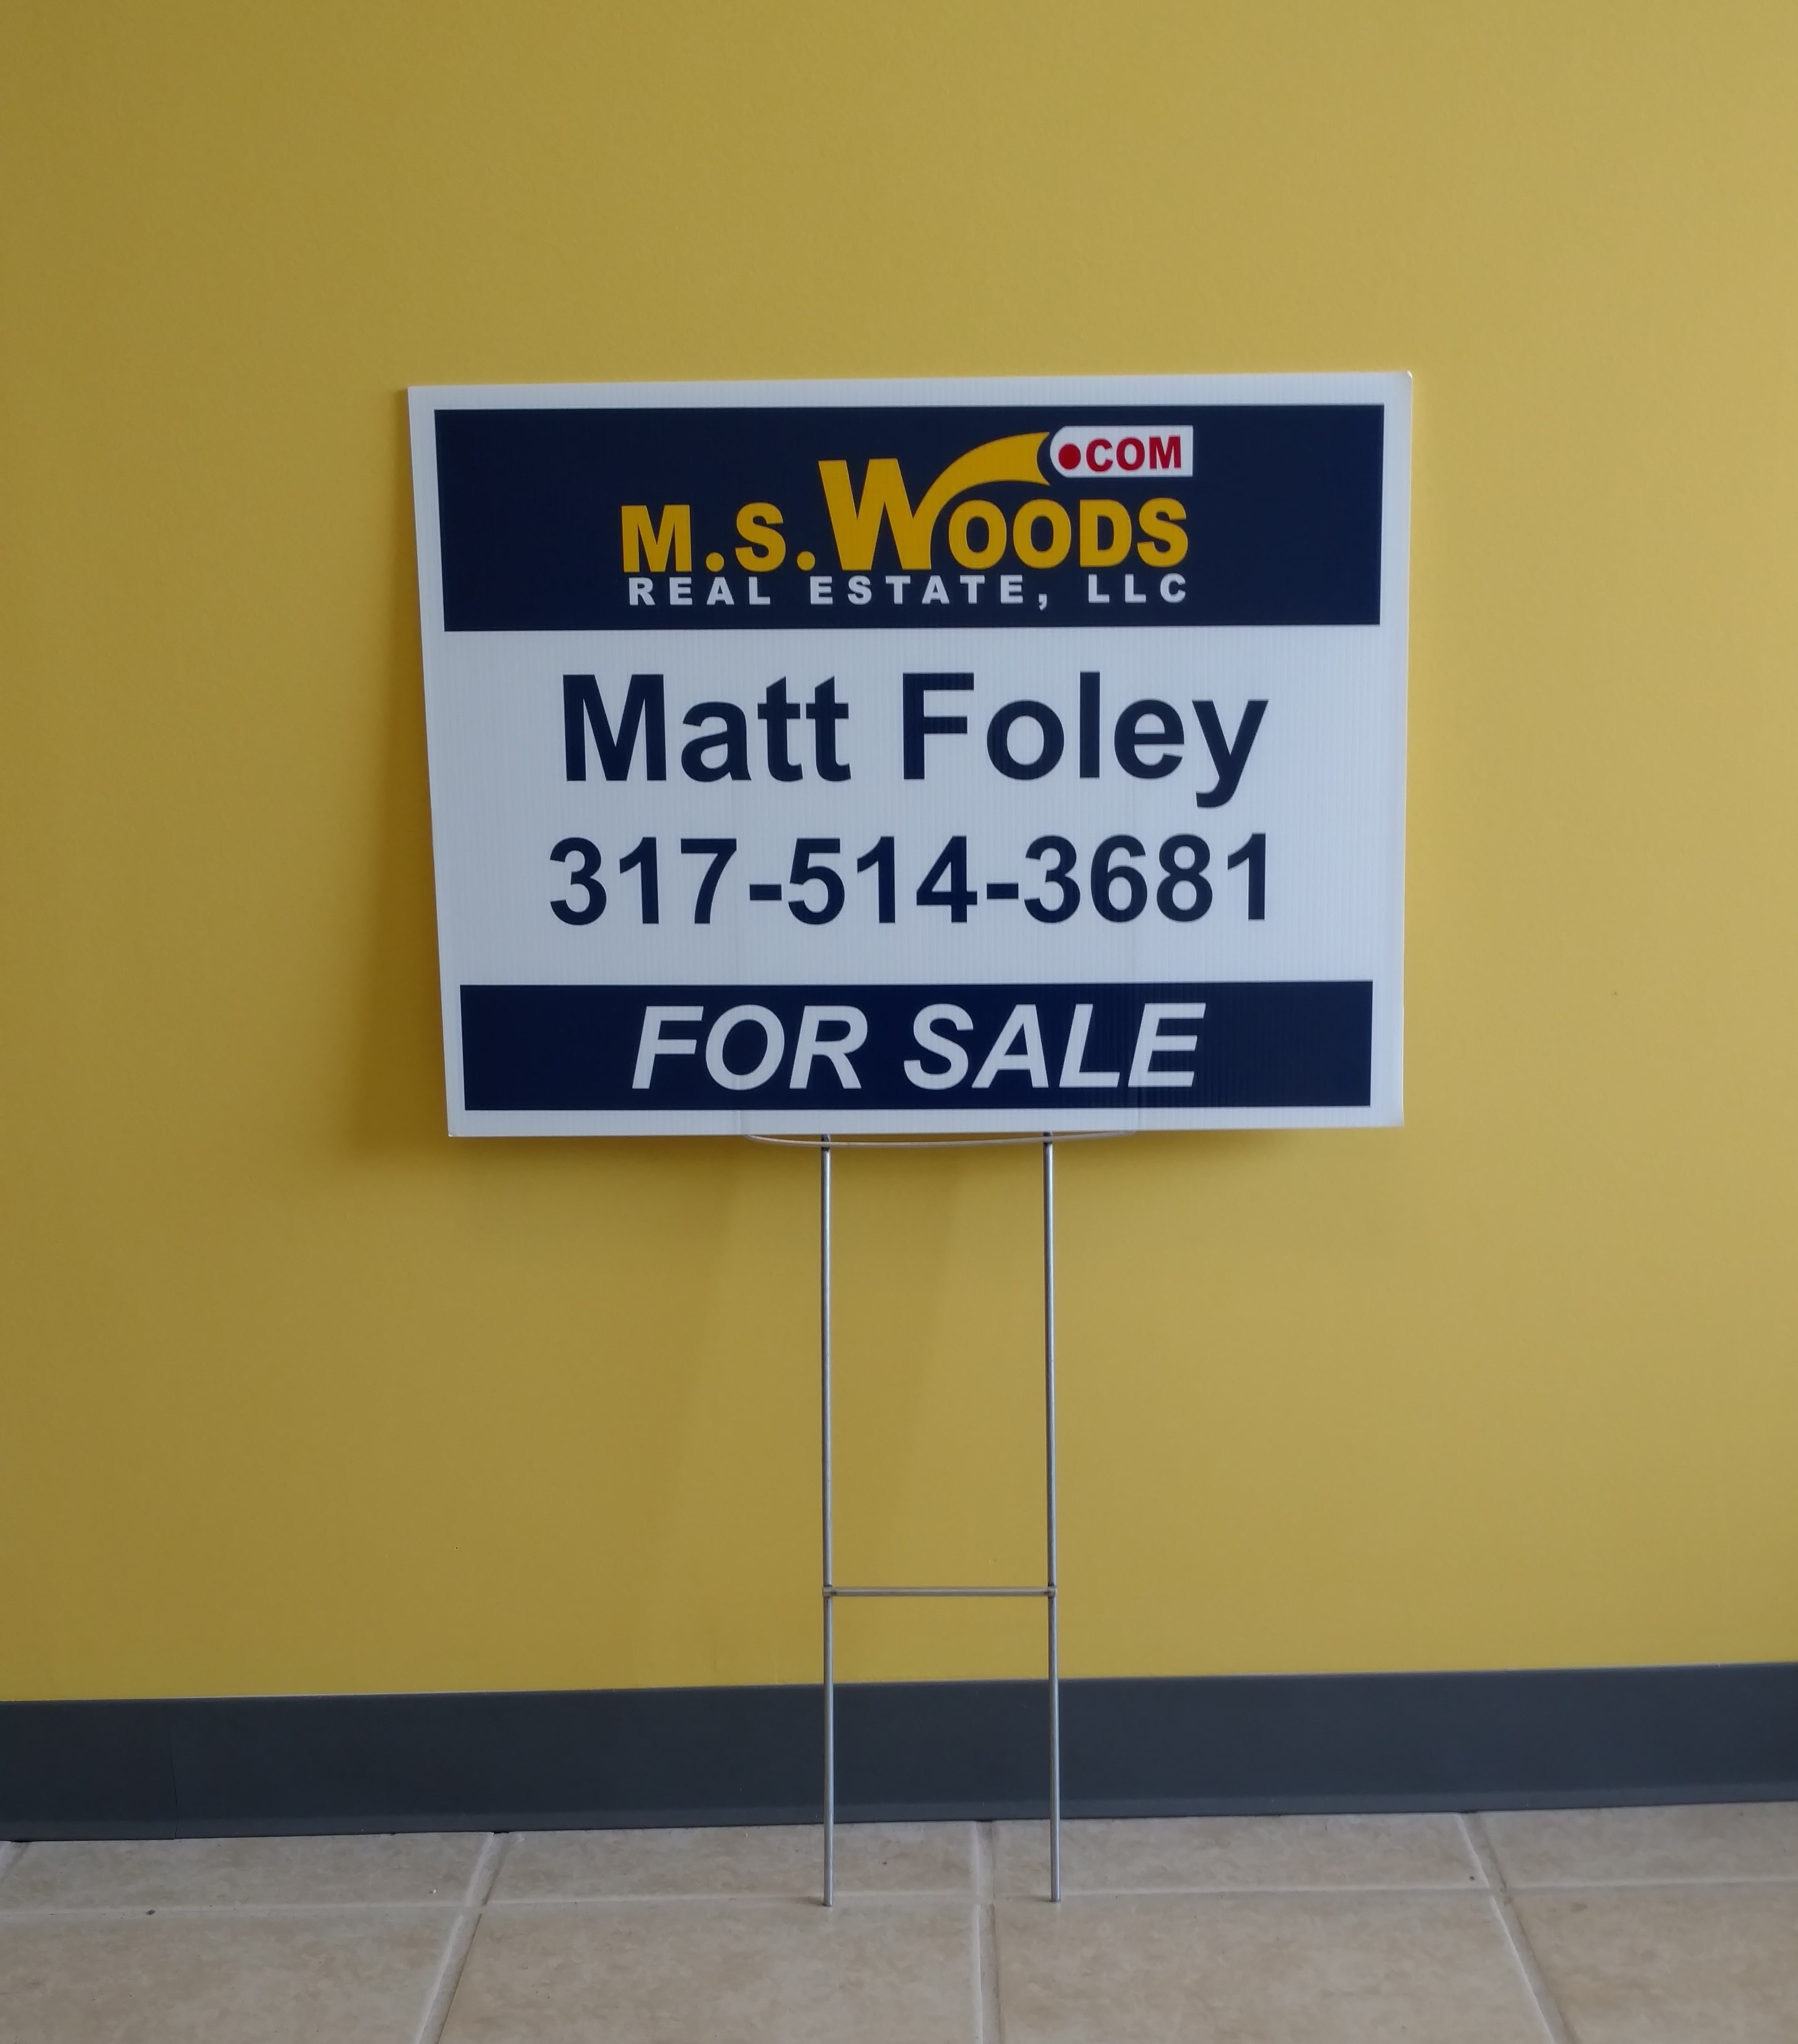 ●COM
M.S.WOODS
REAL ESTATE, LLC
Matt Foley
317-514-3681
FOR SALE